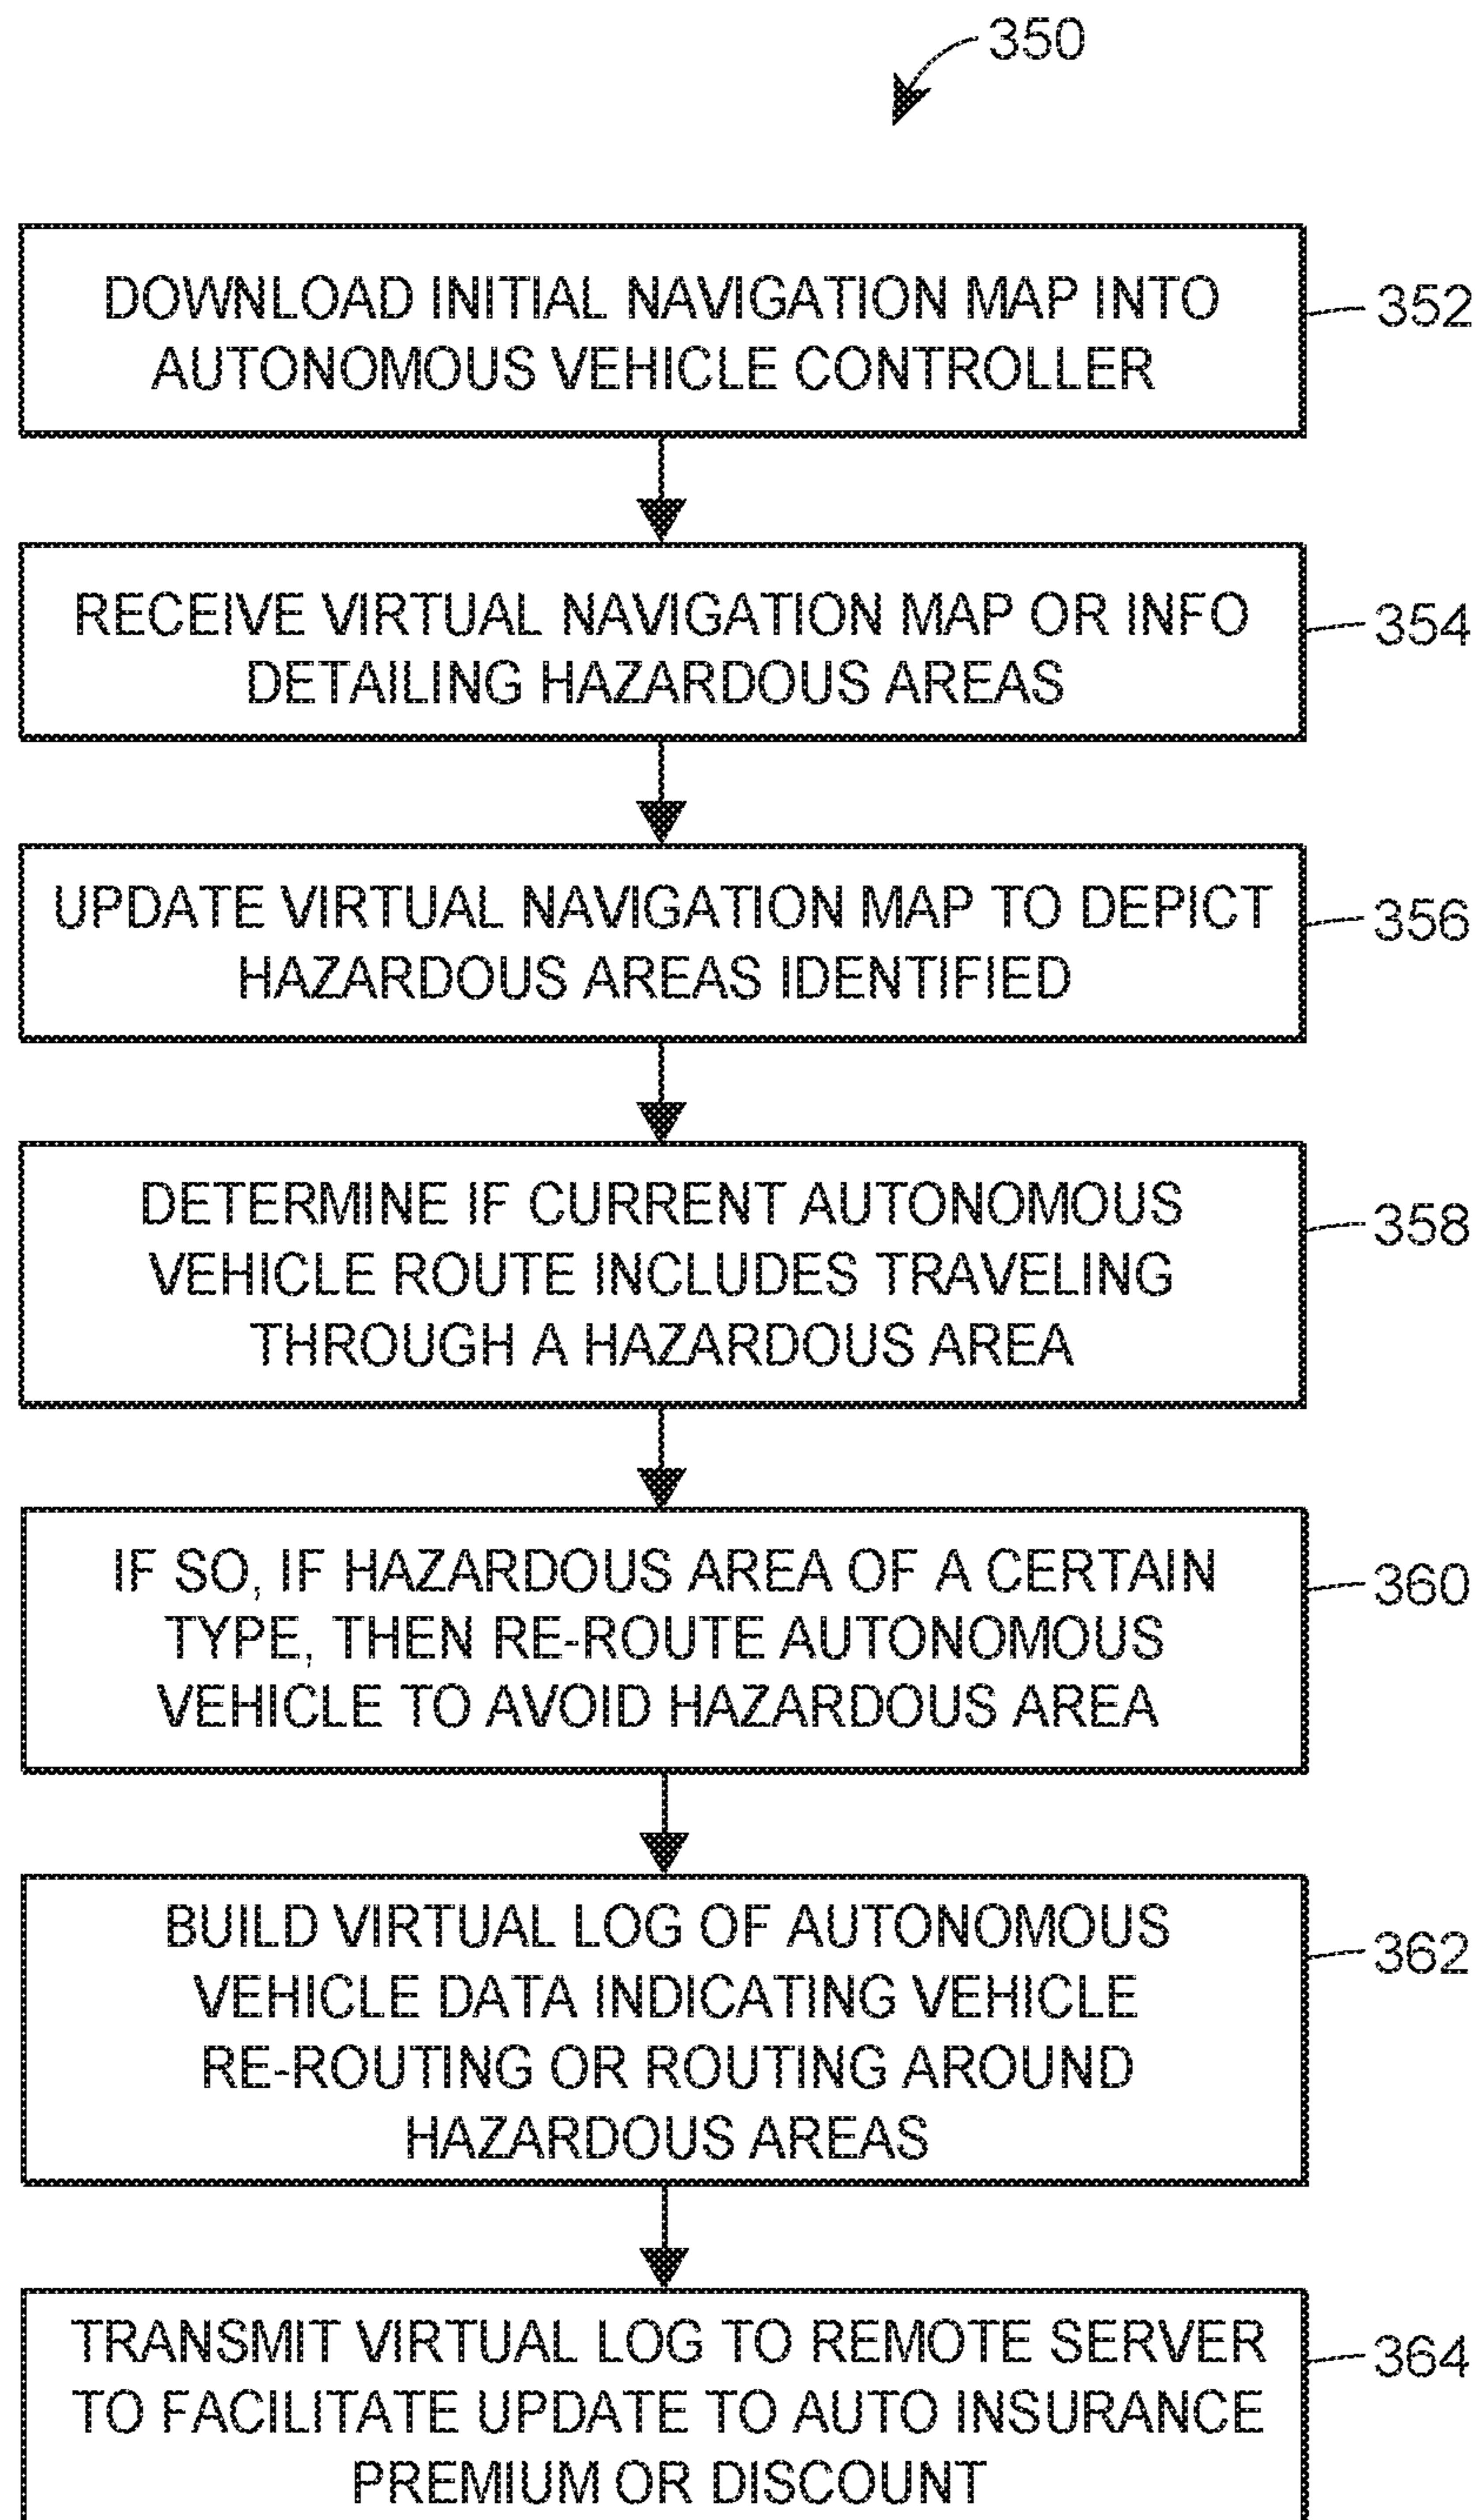 350
DOWNLOAD INITIAL NAVIGATION MAP INTO
AUTONOMOUS VEHICLE CONTROLLER
352
RECEIVE VIRTUAL NAVIGATION MAP OR INFO
DETAILING HAZARDOUS AREAS
354
UPDATE VIRTUAL NAVIGATION MAP TO DEPICT
HAZARDOUS AREAS IDENTIFIED
356
DETERMINE IF CURRENT AUTONOMOUS
VEHICLE ROUTE INCLUDES TRAVELING
THROUGH A HAZARDOUS AREA
358
IF SO, IF HAZARDOUS AREA OF A CERTAIN
TYPE, THEN RE-ROUTE AUTONOMOUS
VEHICLE TO AVOID HAZARDOUS AREA
360
BUILD VIRTUAL LOG OF AUTONOMOUS
VEHICLE DATA INDICATING VEHICLE
RE-ROUTING OR ROUTING AROUND
HAZARDOUS AREAS
362
TRANSMIT VIRTUAL LOG TO REMOTE SERVER
TO FACILITATE UPDATE TO AUTO INSURANCE
PREMIUM OR DISCOUNT
364